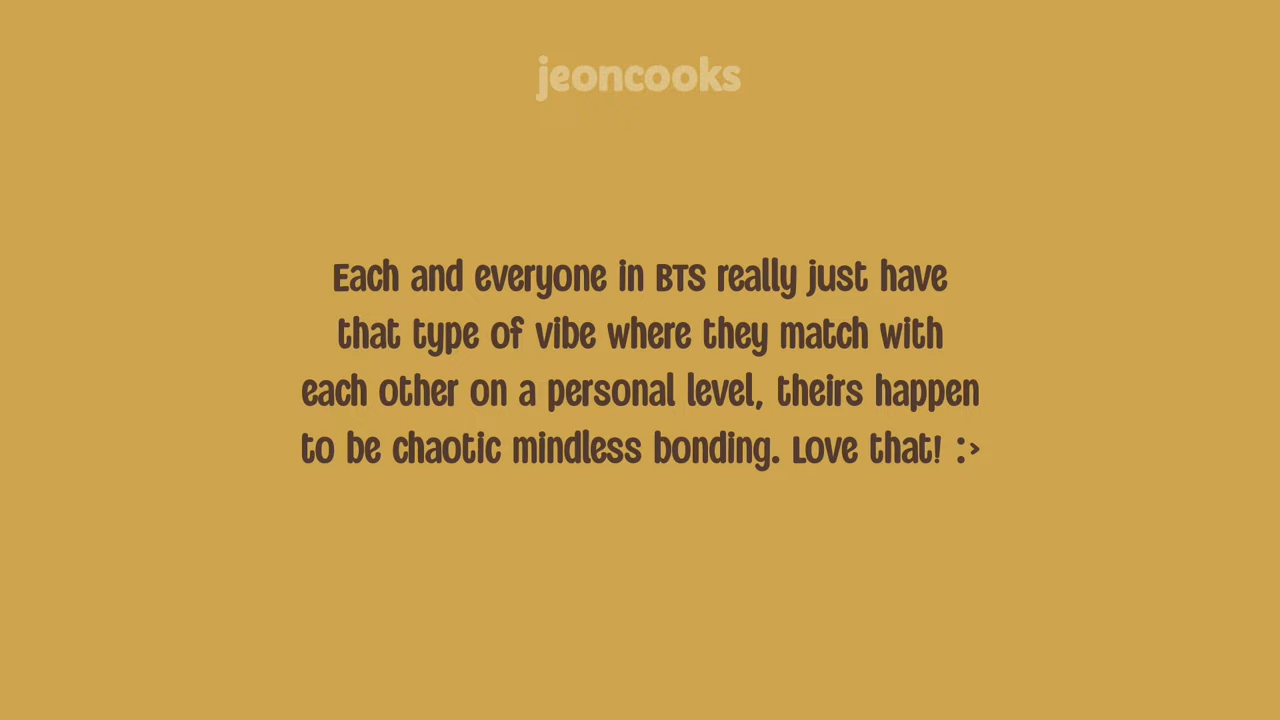 jeoncooks
Each and everyone in BTS really just have
that type of vibe where they match with
each other on a personal level, theirs happen
to be chaotic mindless bonding. Love that! :>